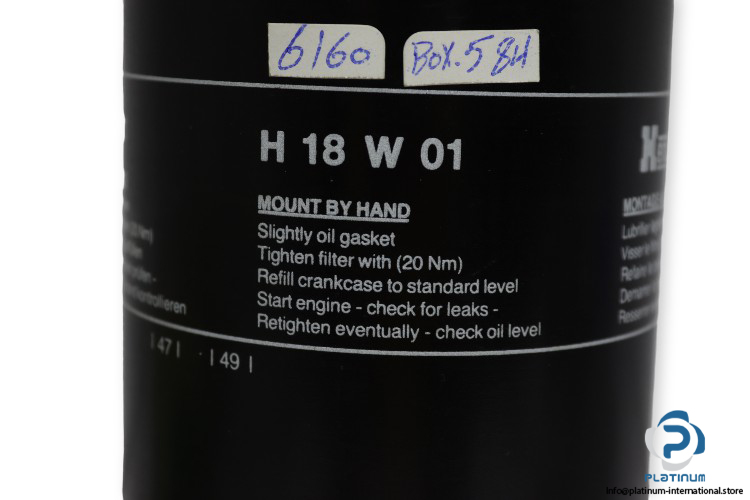 6160
BOX.584
H 18 W 01
MOUNT BY HAND
Slightly oil gasket
Tighten filter with (20 Nm)
Refill crankcase to standard level
Start engine - check for leaks -
Retighten eventually - check oil level
| 47 | · | 49 |
PLATINUM
info@platinum-international.store